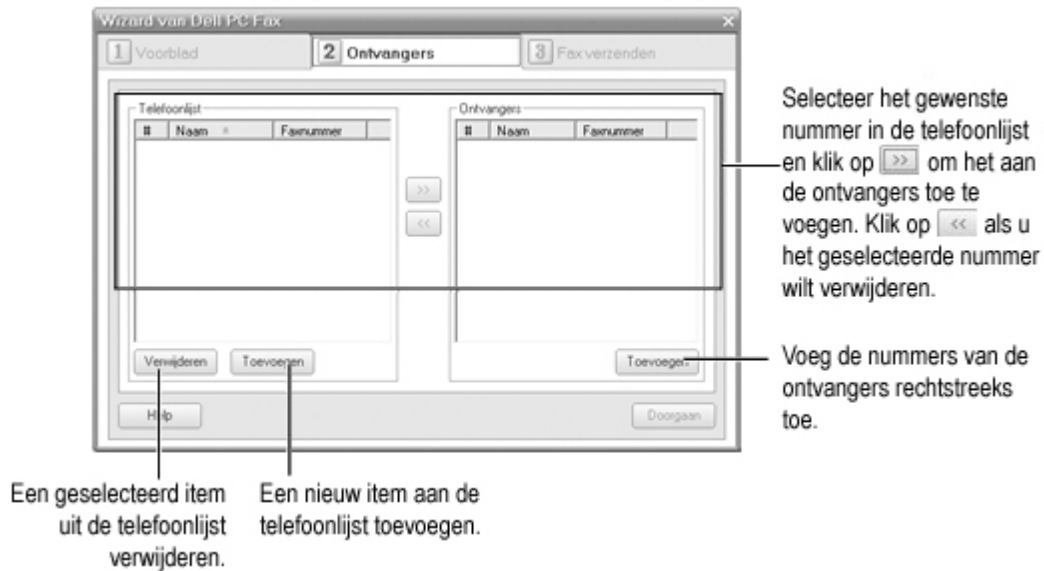 Wizard van Dell PC Fax
1 Voorblad
2 Ontvangers
3 Fax verzenden
Telefoonlijst
# Naam Faxnummer
Ontvangers
# Naam Faxnummer
>>
<<
Verwijderen Toevoegen
Toevoegen
Help
Doorgaan
Selecteer het gewenste
nummer in de telefoonlijst
en klik op >> om het aan
de ontvangers toe te
voegen. Klik op << als u
het geselecteerde nummer
wilt verwijderen.
Voeg de nummers van de
ontvangers rechtstreeks
toe.
Een geselecteerd item
uit de telefoonlijst
verwijderen.
Een nieuw item aan de
telefoonlijst toevoegen.